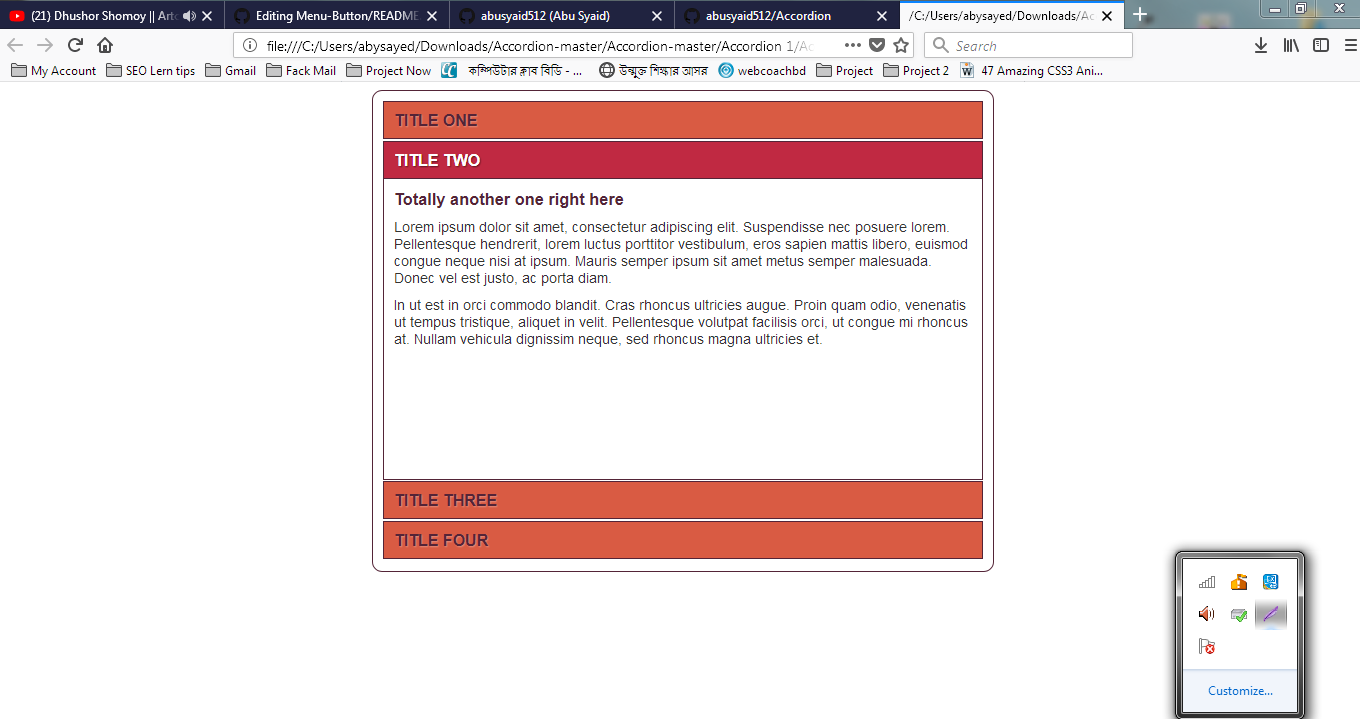 (21) Dhushor Shomoy || Arto
Editing Menu-Button/README.
abusyaid512 (Abu Syaid)
abusyaid512/Accordion
/C:/Users/abysayed/Downloads/Ac
file:///C:/Users/abysayed/Downloads/Accordion-master/Accordion-master/Accordion 1/Ac
Search
My Account
SEO Lern tips
Gmail
Fack Mail
Project Now
কম্পিউটার ক্লাব বিডি - ...
উন্মুক্ত শিক্ষার আসর
webcoachbd
Project
Project 2
47 Amazing CSS3 Ani...
TITLE ONE
TITLE TWO
Totally another one right here
Lorem ipsum dolor sit amet, consectetur adipiscing elit. Suspendisse nec posuere lorem.
Pellentesque hendrerit, lorem luctus porttitor vestibulum, eros sapien mattis libero, euismod
congue neque nisi at ipsum. Mauris semper ipsum sit amet metus semper malesuada.
Donec vel est justo, ac porta diam.
In ut est in orci commodo blandit. Cras rhoncus ultricies augue. Proin quam odio, venenatis
ut tempus tristique, aliquet in velit. Pellentesque volutpat facilisis orci, ut congue mi rhoncus
at. Nullam vehicula dignissim neque, sed rhoncus magna ultricies et.
TITLE THREE
TITLE FOUR
Customize...